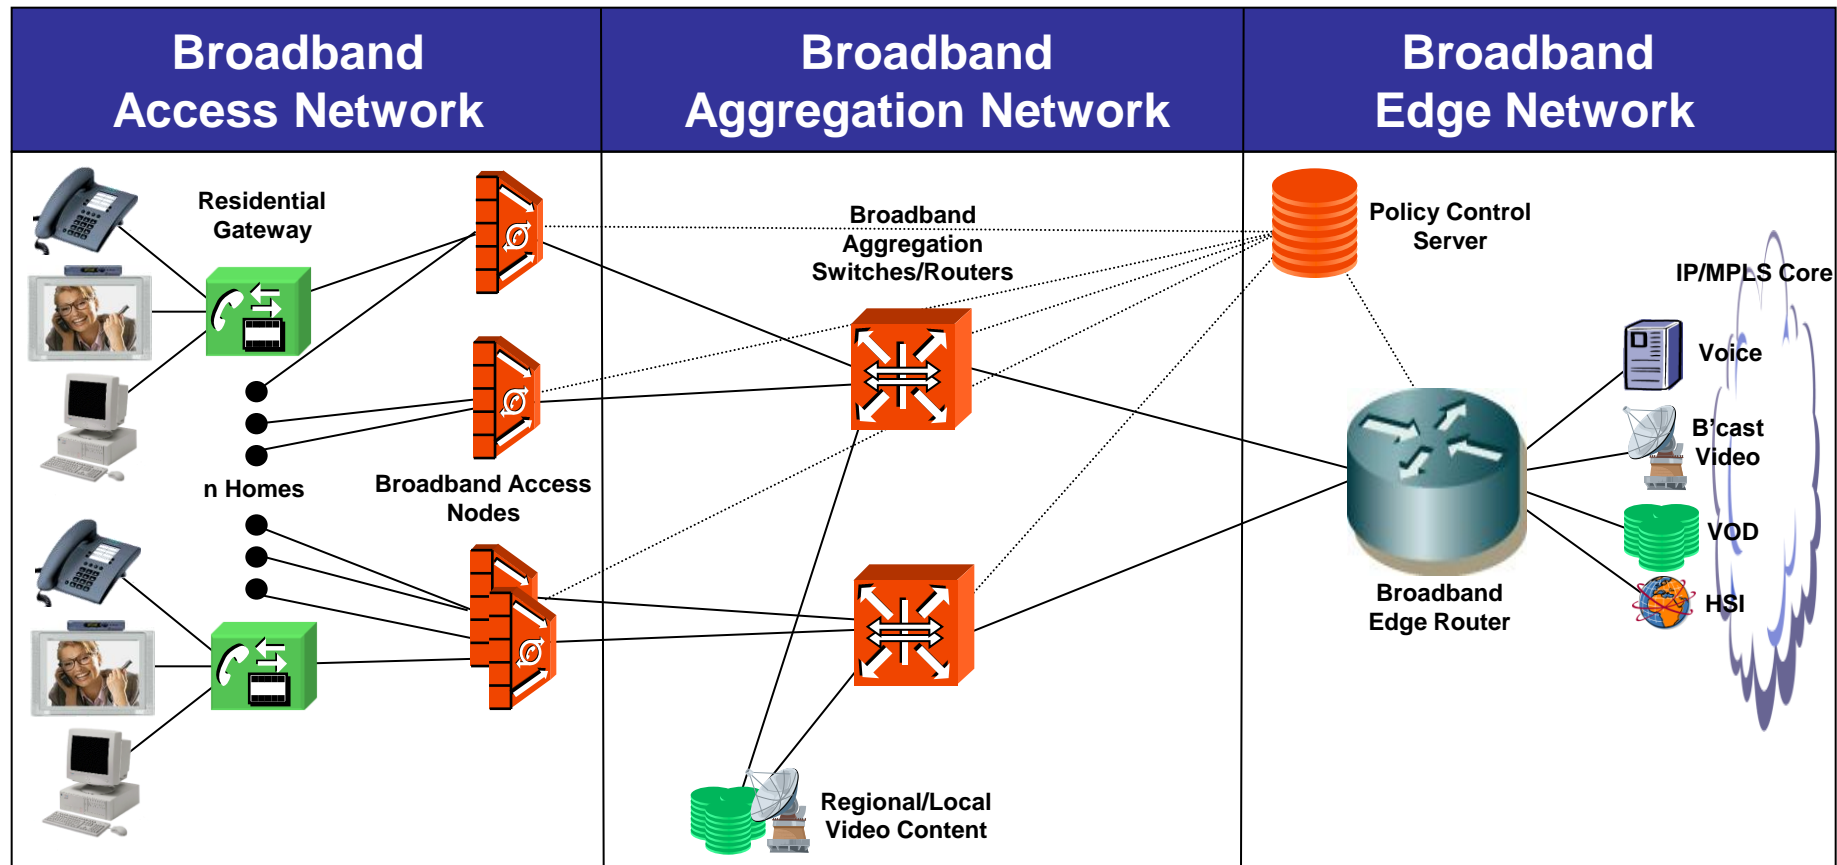 Broadband
Access Network
Broadband
Aggregation Network
Broadband
Edge Network
Residential
Gateway
Broadband
Aggregation
Switches/Routers
Policy Control
Server
IP/MPLS Core
Voice
B'cast
Video
VOD
HSI
n Homes
Broadband Access
Nodes
Broadband
Edge Router
Regional/Local
Video Content